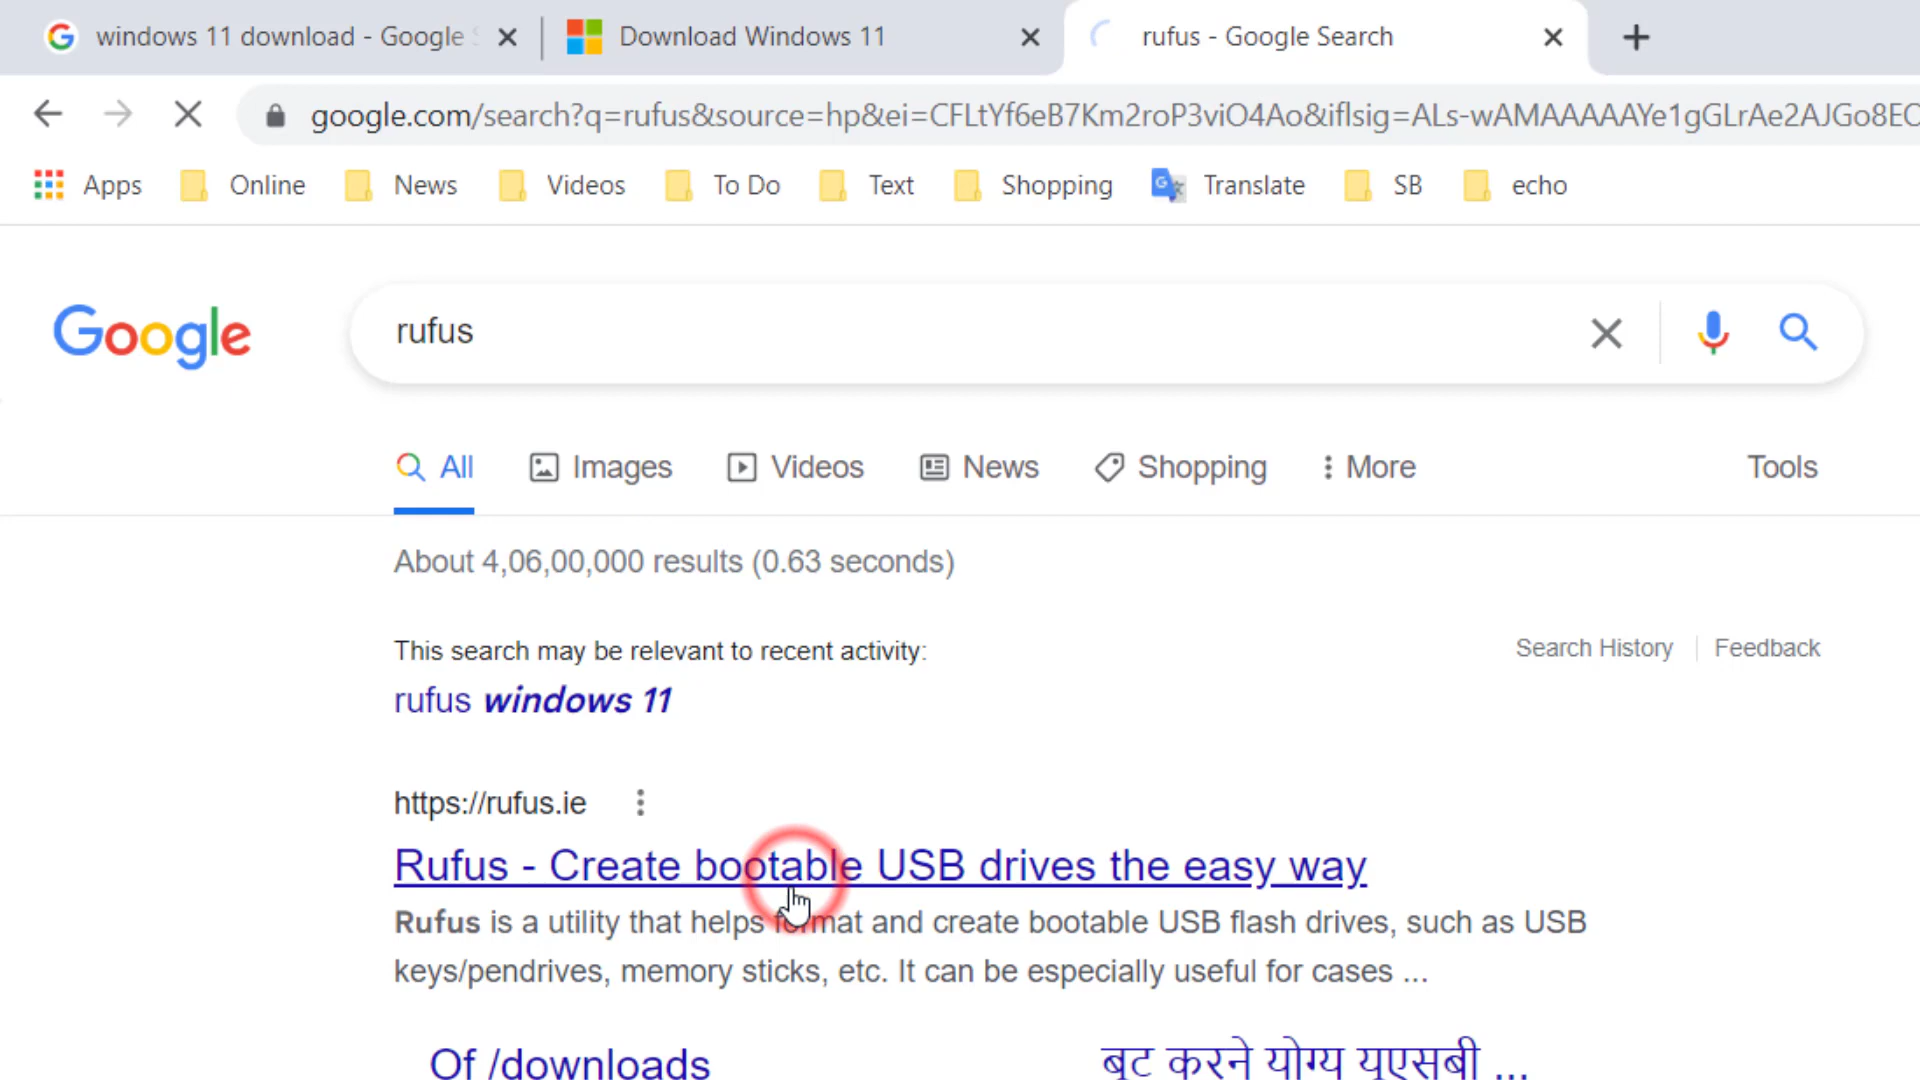 windows 11 download - Google
Download Windows 11
rufus - Google Search
google.com/search?q=rufus&source=hp&ei=CFLtYf6eB7Km2roP3viO4Ao&iflsig=ALs-wAMAAAAAYe1gGLrAe2AJGo8EO
Apps
Online
News
Videos
To Do
Text
Shopping
Translate
SB
echo
Google
rufus
All
Images
Videos
News
Shopping
More
Tools
About 4,06,00,000 results (0.63 seconds)
This search may be relevant to recent activity:
Search History
Feedback
rufus windows 11
https://rufus.ie
Rufus - Create bootable USB drives the easy way
Rufus is a utility that helps format and create bootable USB flash drives, such as USB
keys/pendrives, memory sticks, etc. It can be especially useful for cases ...
Of /downloads
बूट करने योग्य यूएसबी ...